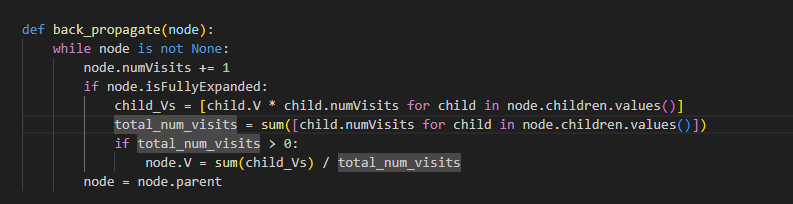 def back_propagate(node):
    while node is not None:
        node.numVisits += 1
        if node.isFullyExpanded:
            child_Vs = [child.V * child.numVisits for child in node.children.values()]
            total_num_visits = sum([child.numVisits for child in node.children.values()])
            if total_num_visits > 0:
                node.V = sum(child_Vs) / total_num_visits
        node = node.parent